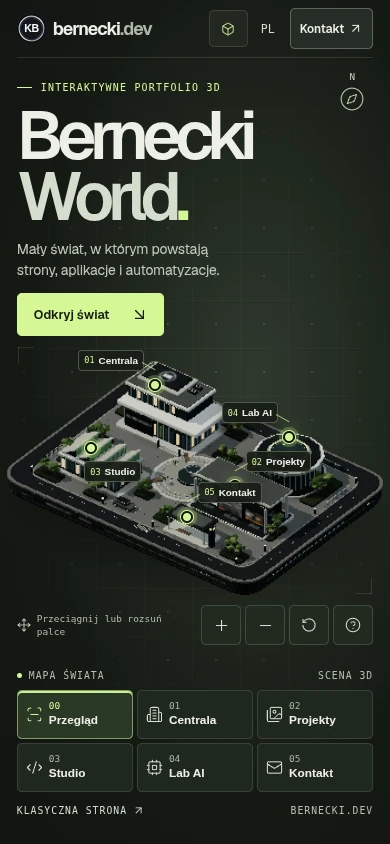 KB bernecki.dev PL Kontakt
N
INTERAKTYWNE PORTFOLIO 3D
Bernecki
World.
Mały świat, w którym powstają
strony, aplikacje i automatyzacje.
Odkryj świat
01 Centrala
04 Lab AI
02 Projekty
03 Studio
05 Kontakt
Przeciągnij lub rozsuń
palce
MAPA ŚWIATA SCENA 3D
00 Przegląd
01 Centrala
02 Projekty
03 Studio
04 Lab AI
05 Kontakt
KLASYCZNA STRONA BERNECKI.DEV